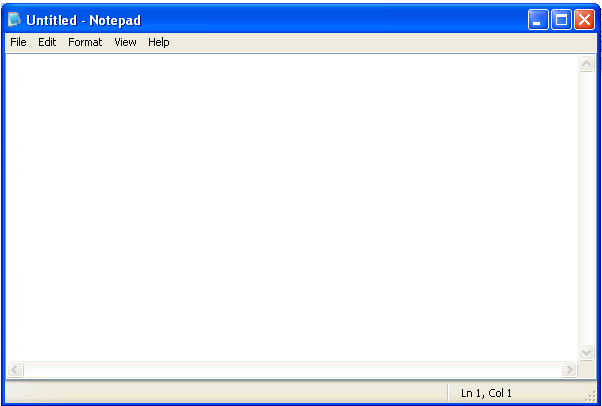 Untitled - Notepad
File Edit Format View Help
Ln 1, Col 1